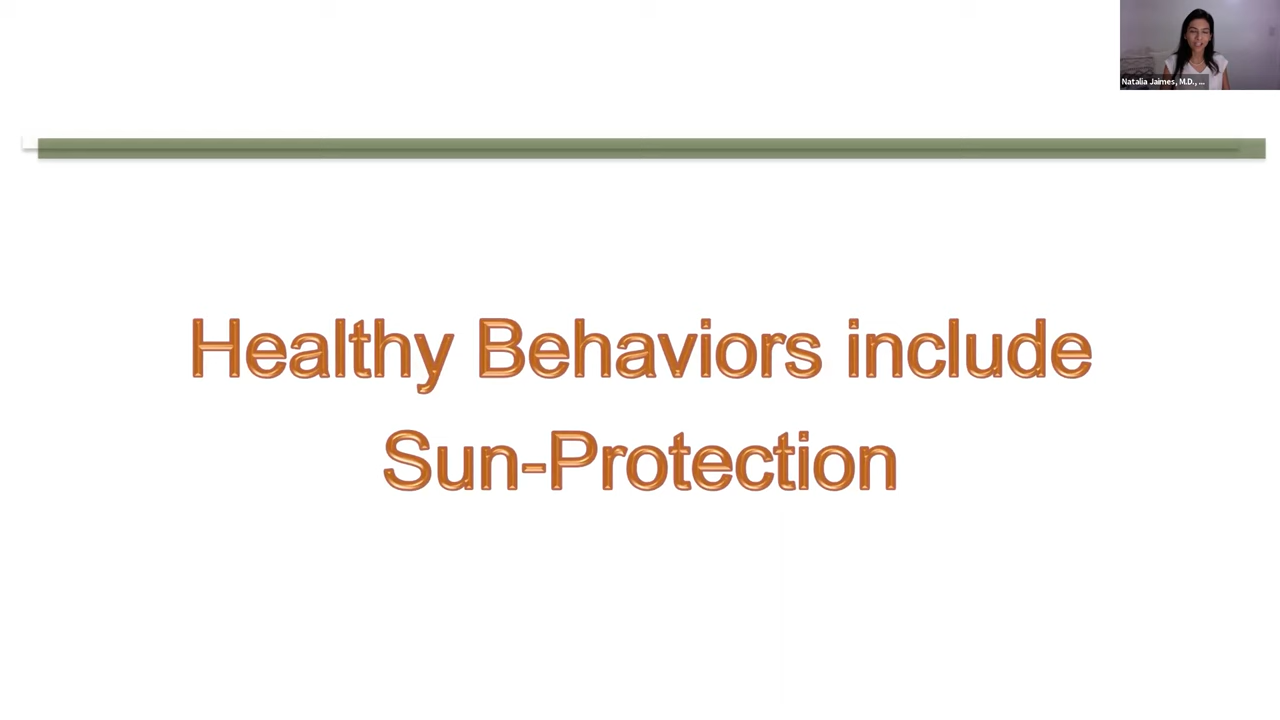 Natalia Jaimes, M.D., ...
Healthy Behaviors include
Sun-Protection